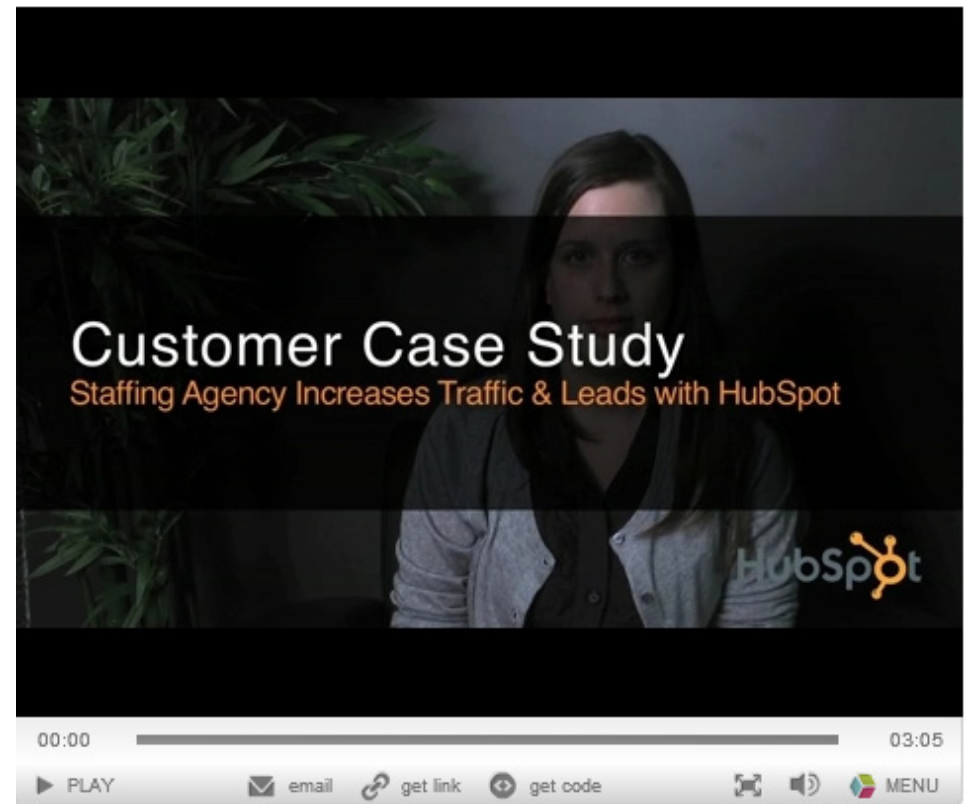 Customer Case Study
Staffing Agency Increases Traffic & Leads with HubSpot
HubSpot
00:00 03:05
PLAY email get link get code MENU